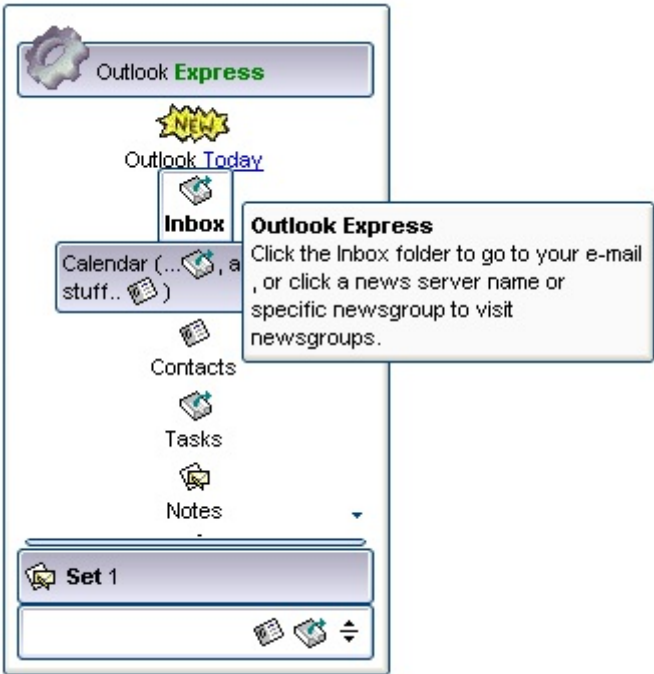 Outlook Express
NEW
Outlook Today
Inbox
Outlook Express
Click the Inbox folder to go to your e-mail
, or click a news server name or
specific newsgroup to visit
newsgroups.
Calendar (... , a
stuff.. )
Contacts
Tasks
Notes
Set 1